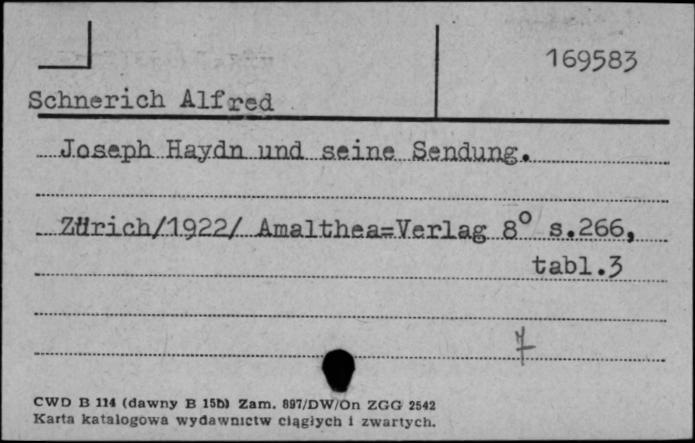 169583
Schnerich Alfred
Joseph Haydn und seine Sendung.
Zürich/1922/ Amalthea=Verlag 8° s.266,
tabl.3
7
CWD B 114 (dawny B 15b) Zam. 897/DW/On ZGG 2542
Karta katalogowa wydawnictw ciągłych i zwartych.